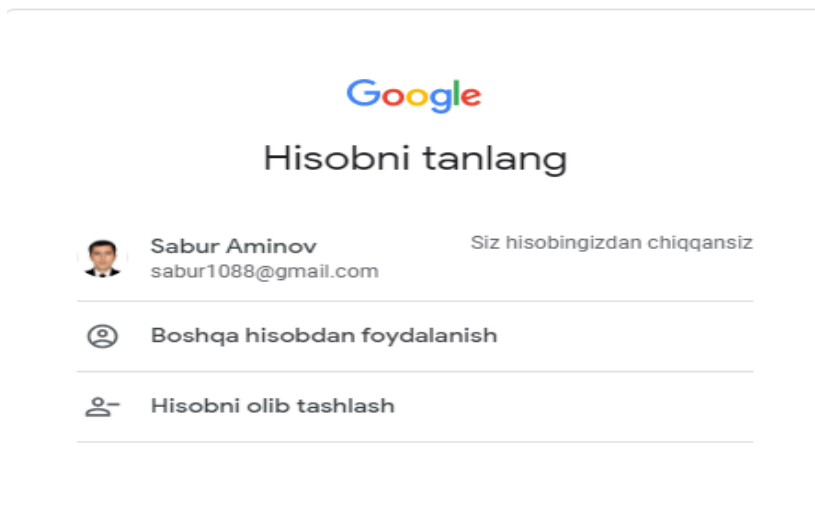 Google
Hisobni tanlang
Sabur Aminov
Siz hisobingizdan chiqqansiz
sabur1088@gmail.com
Boshqa hisobdan foydalanish
Hisobni olib tashlash